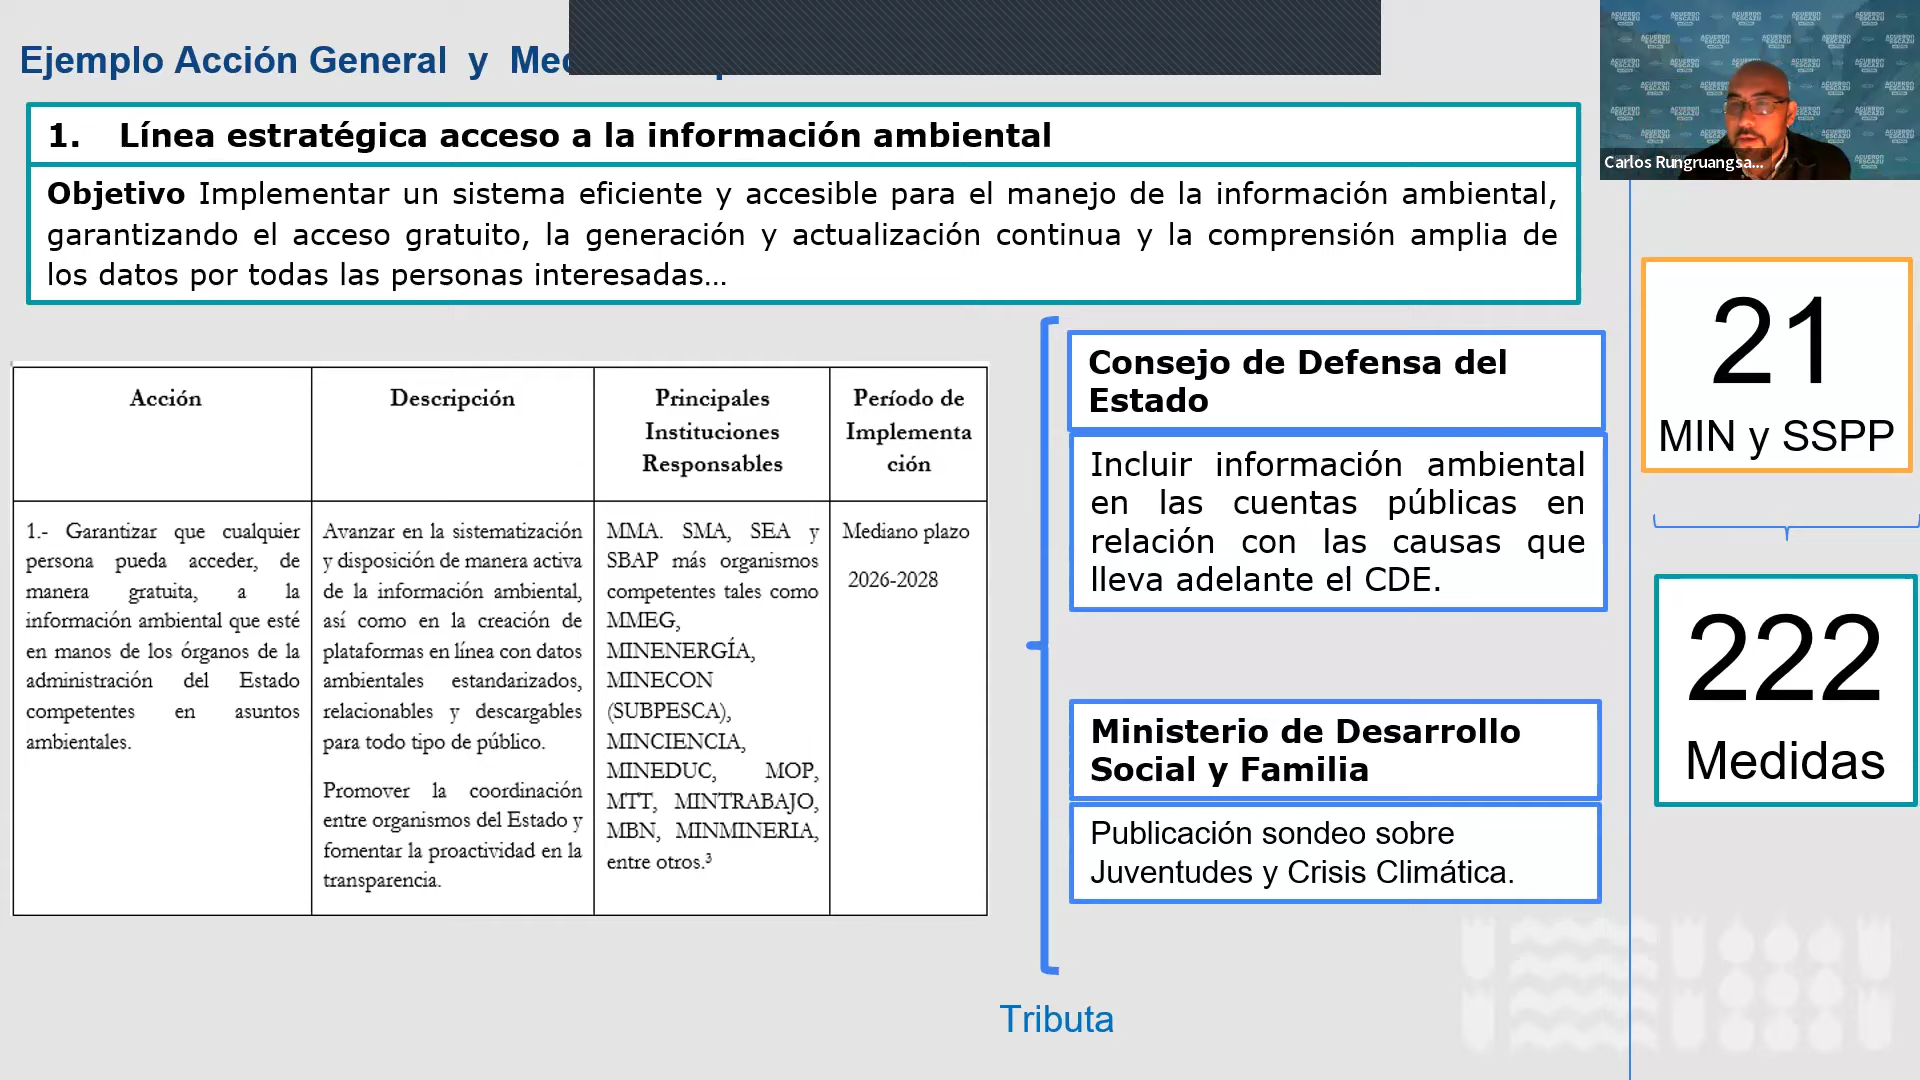 Ejemplo Acción General y
1. Línea estratégica acceso a la información ambiental
Objetivo Implementar un sistema eficiente y accesible para el manejo de la información ambiental,
garantizando el acceso gratuito, la generación y actualización continua y la comprensión amplia de
los datos por todas las personas interesadas…
Acción
Descripción
Principales
Instituciones
Responsables
Período de
Implementa
ción
1.- Garantizar que cualquier
persona pueda acceder, de
manera gratuita, a la
información ambiental que esté
en manos de los órganos de la
administración del Estado
competentes en asuntos
ambientales.
Avanzar en la sistematización
y disposición de manera activa
de la información ambiental,
así como en la creación de
plataformas en línea con datos
ambientales estandarizados,
relacionables y descargables
para todo tipo de público.
Promover la coordinación
entre organismos del Estado y
fomentar la proactividad en la
transparencia.
MMA. SMA, SEA y
SBAP más organismos
competentes tales como
MMEG,
MINENERGÍA,
MINECON
(SUBPESCA),
MINCIENCIA,
MINEDUC, MOP,
MTT, MINTRABAJO,
MBN, MINMINERIA,
entre otros.³
Mediano plazo
2026-2028
Consejo de Defensa del
Estado
Incluir información ambiental
en las cuentas públicas en
relación con las causas que
lleva adelante el CDE.
Ministerio de Desarrollo
Social y Familia
Publicación sondeo sobre
Juventudes y Crisis Climática.
Tributa
Carlos Rungruangsa...
21
MIN y SSPP
222
Medidas